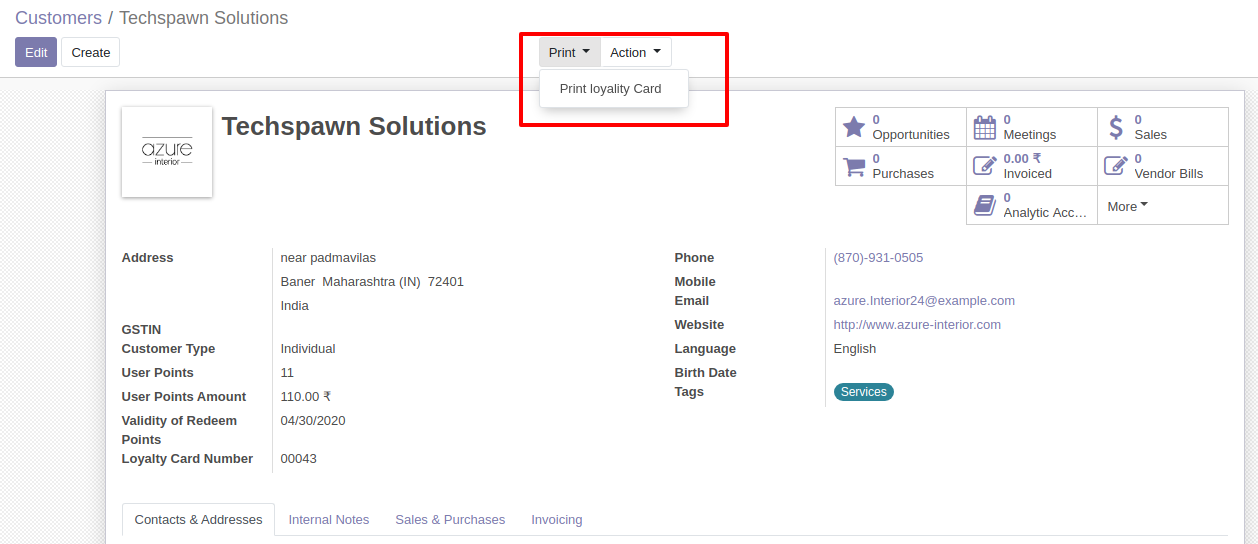 Customers / Techspawn Solutions
Edit Create Print Action
Print loyality Card
azure
interior
Techspawn Solutions
0
Opportunities
0
Meetings
0
Sales
0
Purchases
0.00 ₹
Invoiced
0
Vendor Bills
0
Analytic Acc...
More
Address near padmavilas
Baner Maharashtra (IN) 72401
India
GSTIN
Customer Type Individual
User Points 11
User Points Amount 110.00 ₹
Validity of Redeem
Points 04/30/2020
Loyalty Card Number 00043
Phone (870)-931-0505
Mobile
Email azure.Interior24@example.com
Website http://www.azure-interior.com
Language English
Birth Date
Tags Services
Contacts & Addresses Internal Notes Sales & Purchases Invoicing